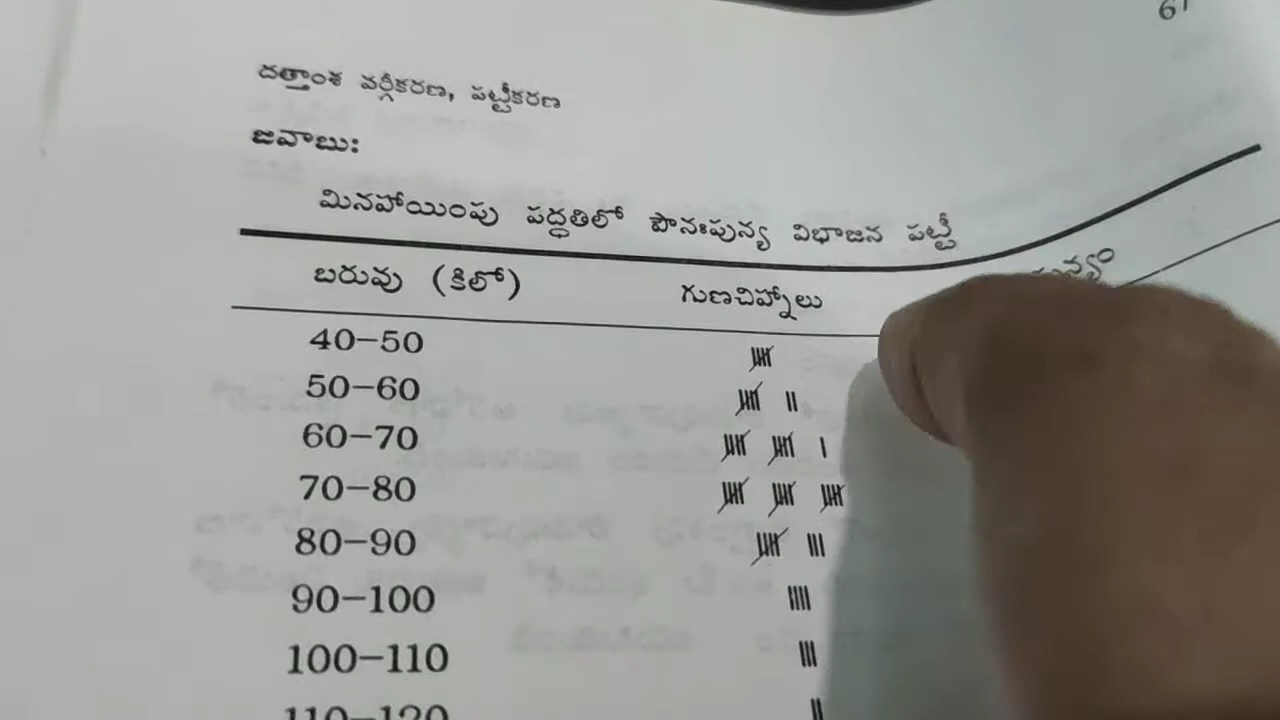 67
దత్తాంశ వర్గీకరణ, పట్టీకరణ
జవాబు:
మినహాయింపు పద్ధతిలో పౌనఃపున్య విభాజన పట్టీ
బరువు (కిలో) గుణచిహ్నాలు
40–50
50–60
60–70
70–80
80–90
90–100
100–110
110–120